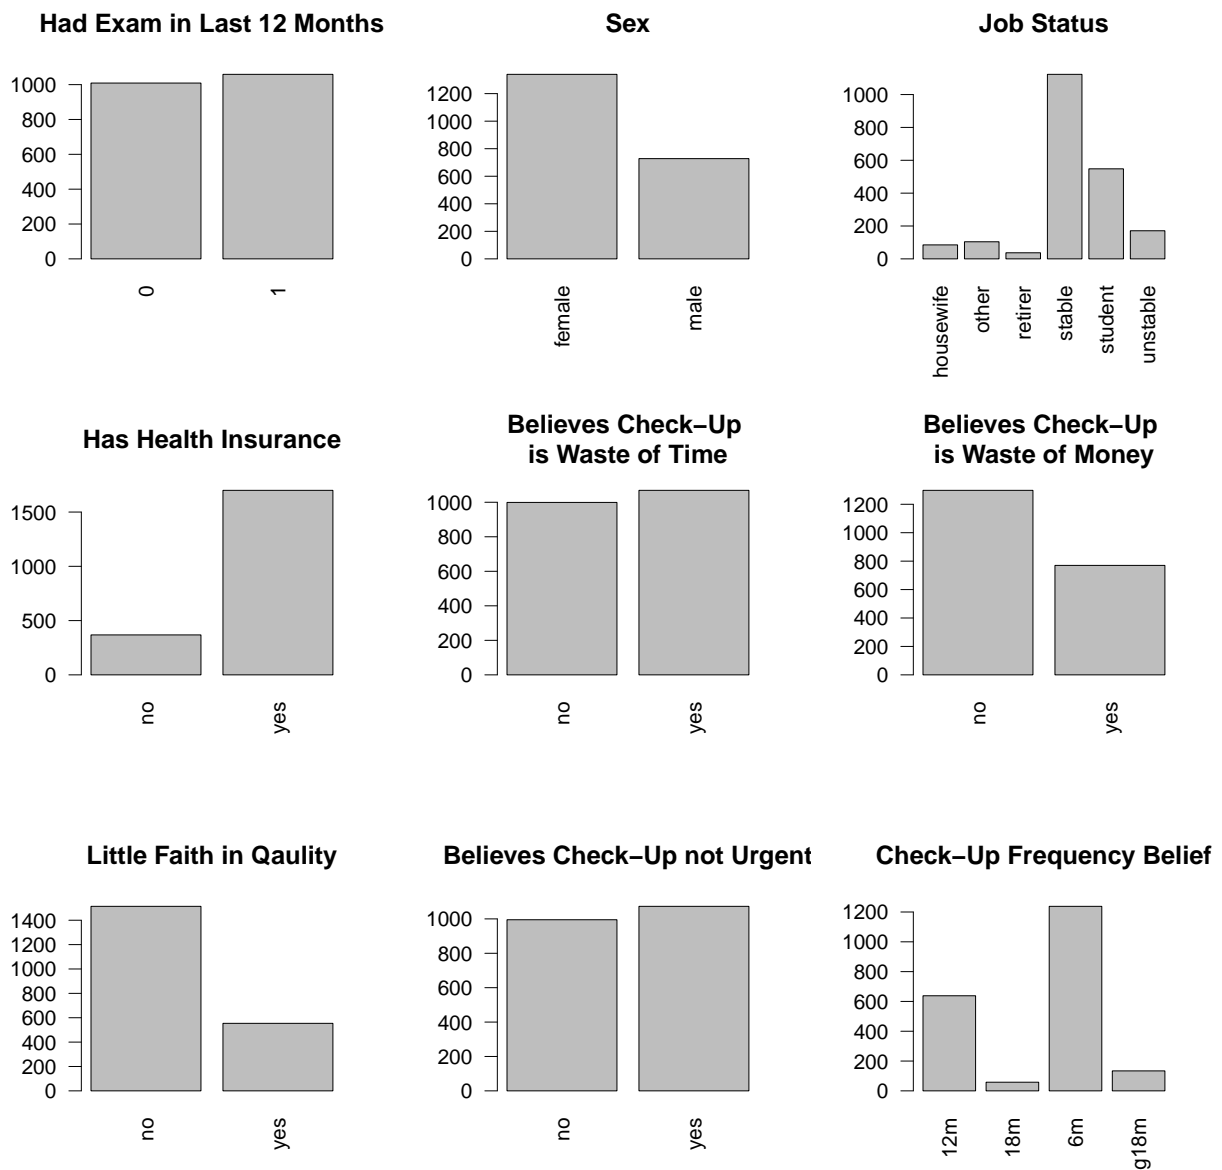 Had Exam in Last 12 Months
1000
800
600
400
200
0
0
1
Sex
1200
1000
800
600
400
200
0
female
male
Job Status
1000
800
600
400
200
0
housewife
other
retirer
stable
student
unstable
Has Health Insurance
1500
1000
500
0
no
yes
Believes Check−Up
is Waste of Time
1000
800
600
400
200
0
no
yes
Believes Check−Up
is Waste of Money
1200
1000
800
600
400
200
0
no
yes
Little Faith in Qaulity
1400
1200
1000
800
600
400
200
0
no
yes
Believes Check−Up not Urgent
1000
800
600
400
200
0
no
yes
Check−Up Frequency Belief
1200
1000
800
600
400
200
0
12m
18m
6m
g18m